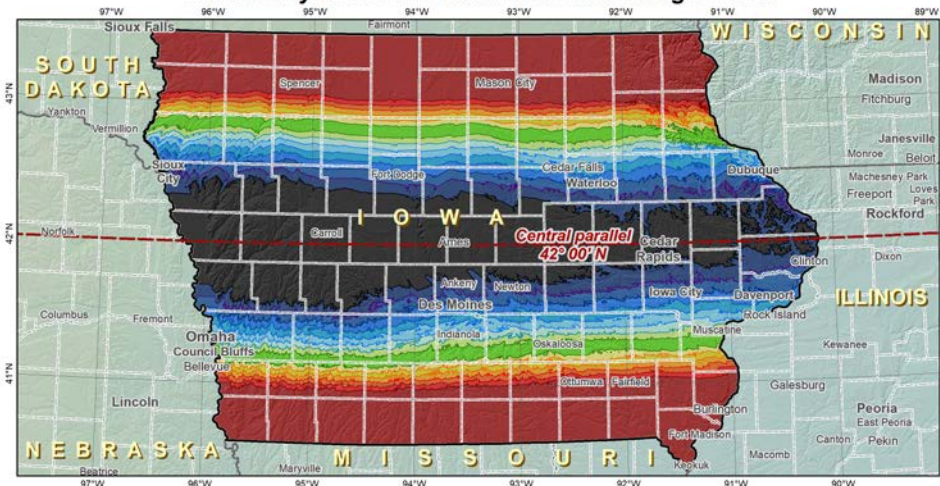 97°W 96°W 95°W 94°W 93°W 92°W 91°W 90°W 89°W
Sioux Falls
Fairmont
WISCONSIN
SOUTH
DAKOTA
43°N
Spencer
Mason City
Madison
Fitchburg
Yankton
Vermillion
Janesville
Monroe
Beloit
Sioux
City
Fort Dodge
Cedar Falls
Waterloo
Dubuque
Machesney Park
Freeport
Loves
Park
Rockford
IOWA
42°N
Norfolk
Carroll
Ames
Central parallel
42° 00' N
Cedar
Rapids
Dixon
Clinton
Ankeny
Newton
Iowa City
Davenport
ILLINOIS
Des Moines
Rock Island
Columbus
Fremont
Omaha
Council Bluffs
Bellevue
Indianola
Oskaloosa
Muscatine
Kewanee
41°N
Ottumwa
Fairfield
Galesburg
Lincoln
Burlington
Peoria
East Peoria
Fort Madison
Canton
Pekin
NEBRASKA
MISSOURI
Macomb
Beatrice
Maryville
Keokuk
97°W 96°W 95°W 94°W 93°W 92°W 91°W 90°W